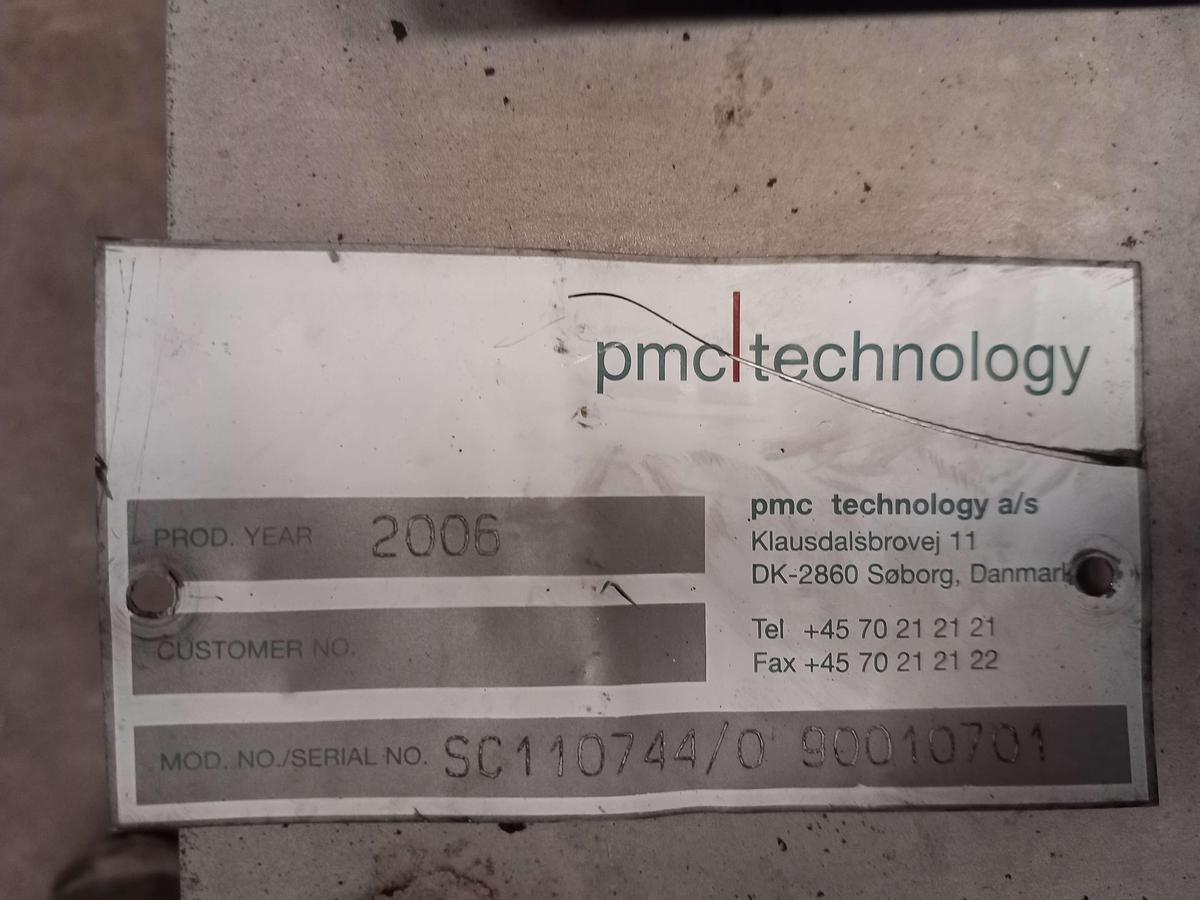 pmc|technology
PROD. YEAR 2006
CUSTOMER NO.
pmc technology a/s
Klausdalsbrovej 11
DK-2860 Søborg, Danmark
Tel +45 70 21 21 21
Fax +45 70 21 21 22
MOD. NO./SERIAL NO. SC110744/0 90010701